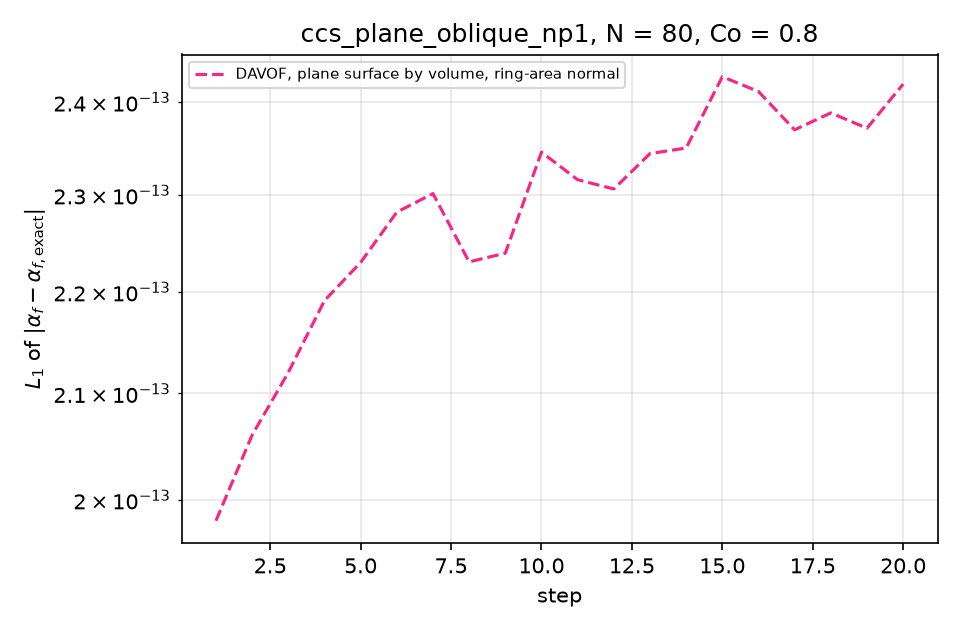 ccs_plane_oblique_np1, N = 80, Co = 0.8
DAVOF, plane surface by volume, ring-area normal
L₁ of |α_f − α_{f, exact}|
2.4 × 10⁻¹³
2.3 × 10⁻¹³
2.2 × 10⁻¹³
2.1 × 10⁻¹³
2 × 10⁻¹³
2.5 5.0 7.5 10.0 12.5 15.0 17.5 20.0
step